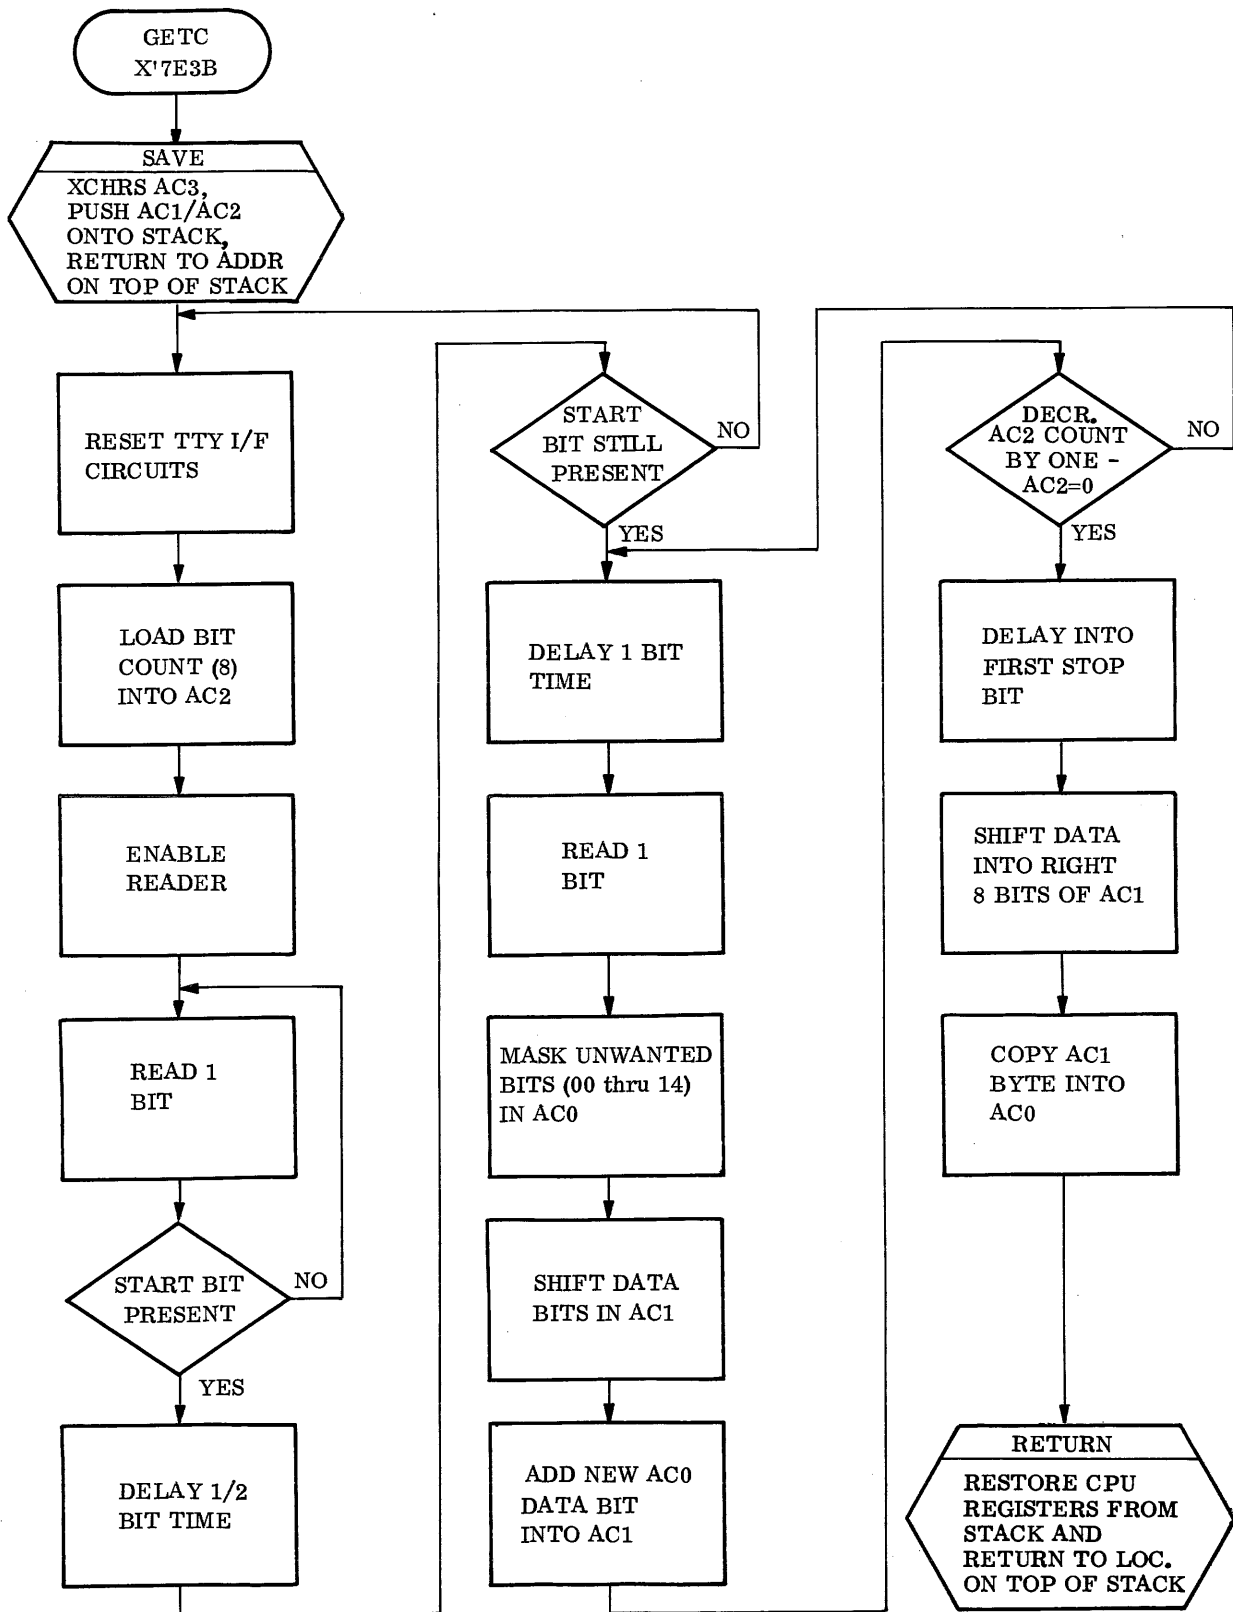 GETC
X'7E3B
SAVE
XCHRS AC3,
PUSH AC1/AC2
ONTO STACK,
RETURN TO ADDR
ON TOP OF STACK
RESET TTY I/F
CIRCUITS
LOAD BIT
COUNT (8)
INTO AC2
ENABLE
READER
READ 1
BIT
START BIT
PRESENT
NO
YES
DELAY 1/2
BIT TIME
START
BIT STILL
PRESENT
NO
YES
DELAY 1 BIT
TIME
READ 1
BIT
MASK UNWANTED
BITS (00 thru 14)
IN AC0
SHIFT DATA
BITS IN AC1
ADD NEW AC0
DATA BIT
INTO AC1
DECR.
AC2 COUNT
BY ONE -
AC2=0
NO
YES
DELAY INTO
FIRST STOP
BIT
SHIFT DATA
INTO RIGHT
8 BITS OF AC1
COPY AC1
BYTE INTO
AC0
RETURN
RESTORE CPU
REGISTERS FROM
STACK AND
RETURN TO LOC.
ON TOP OF STACK